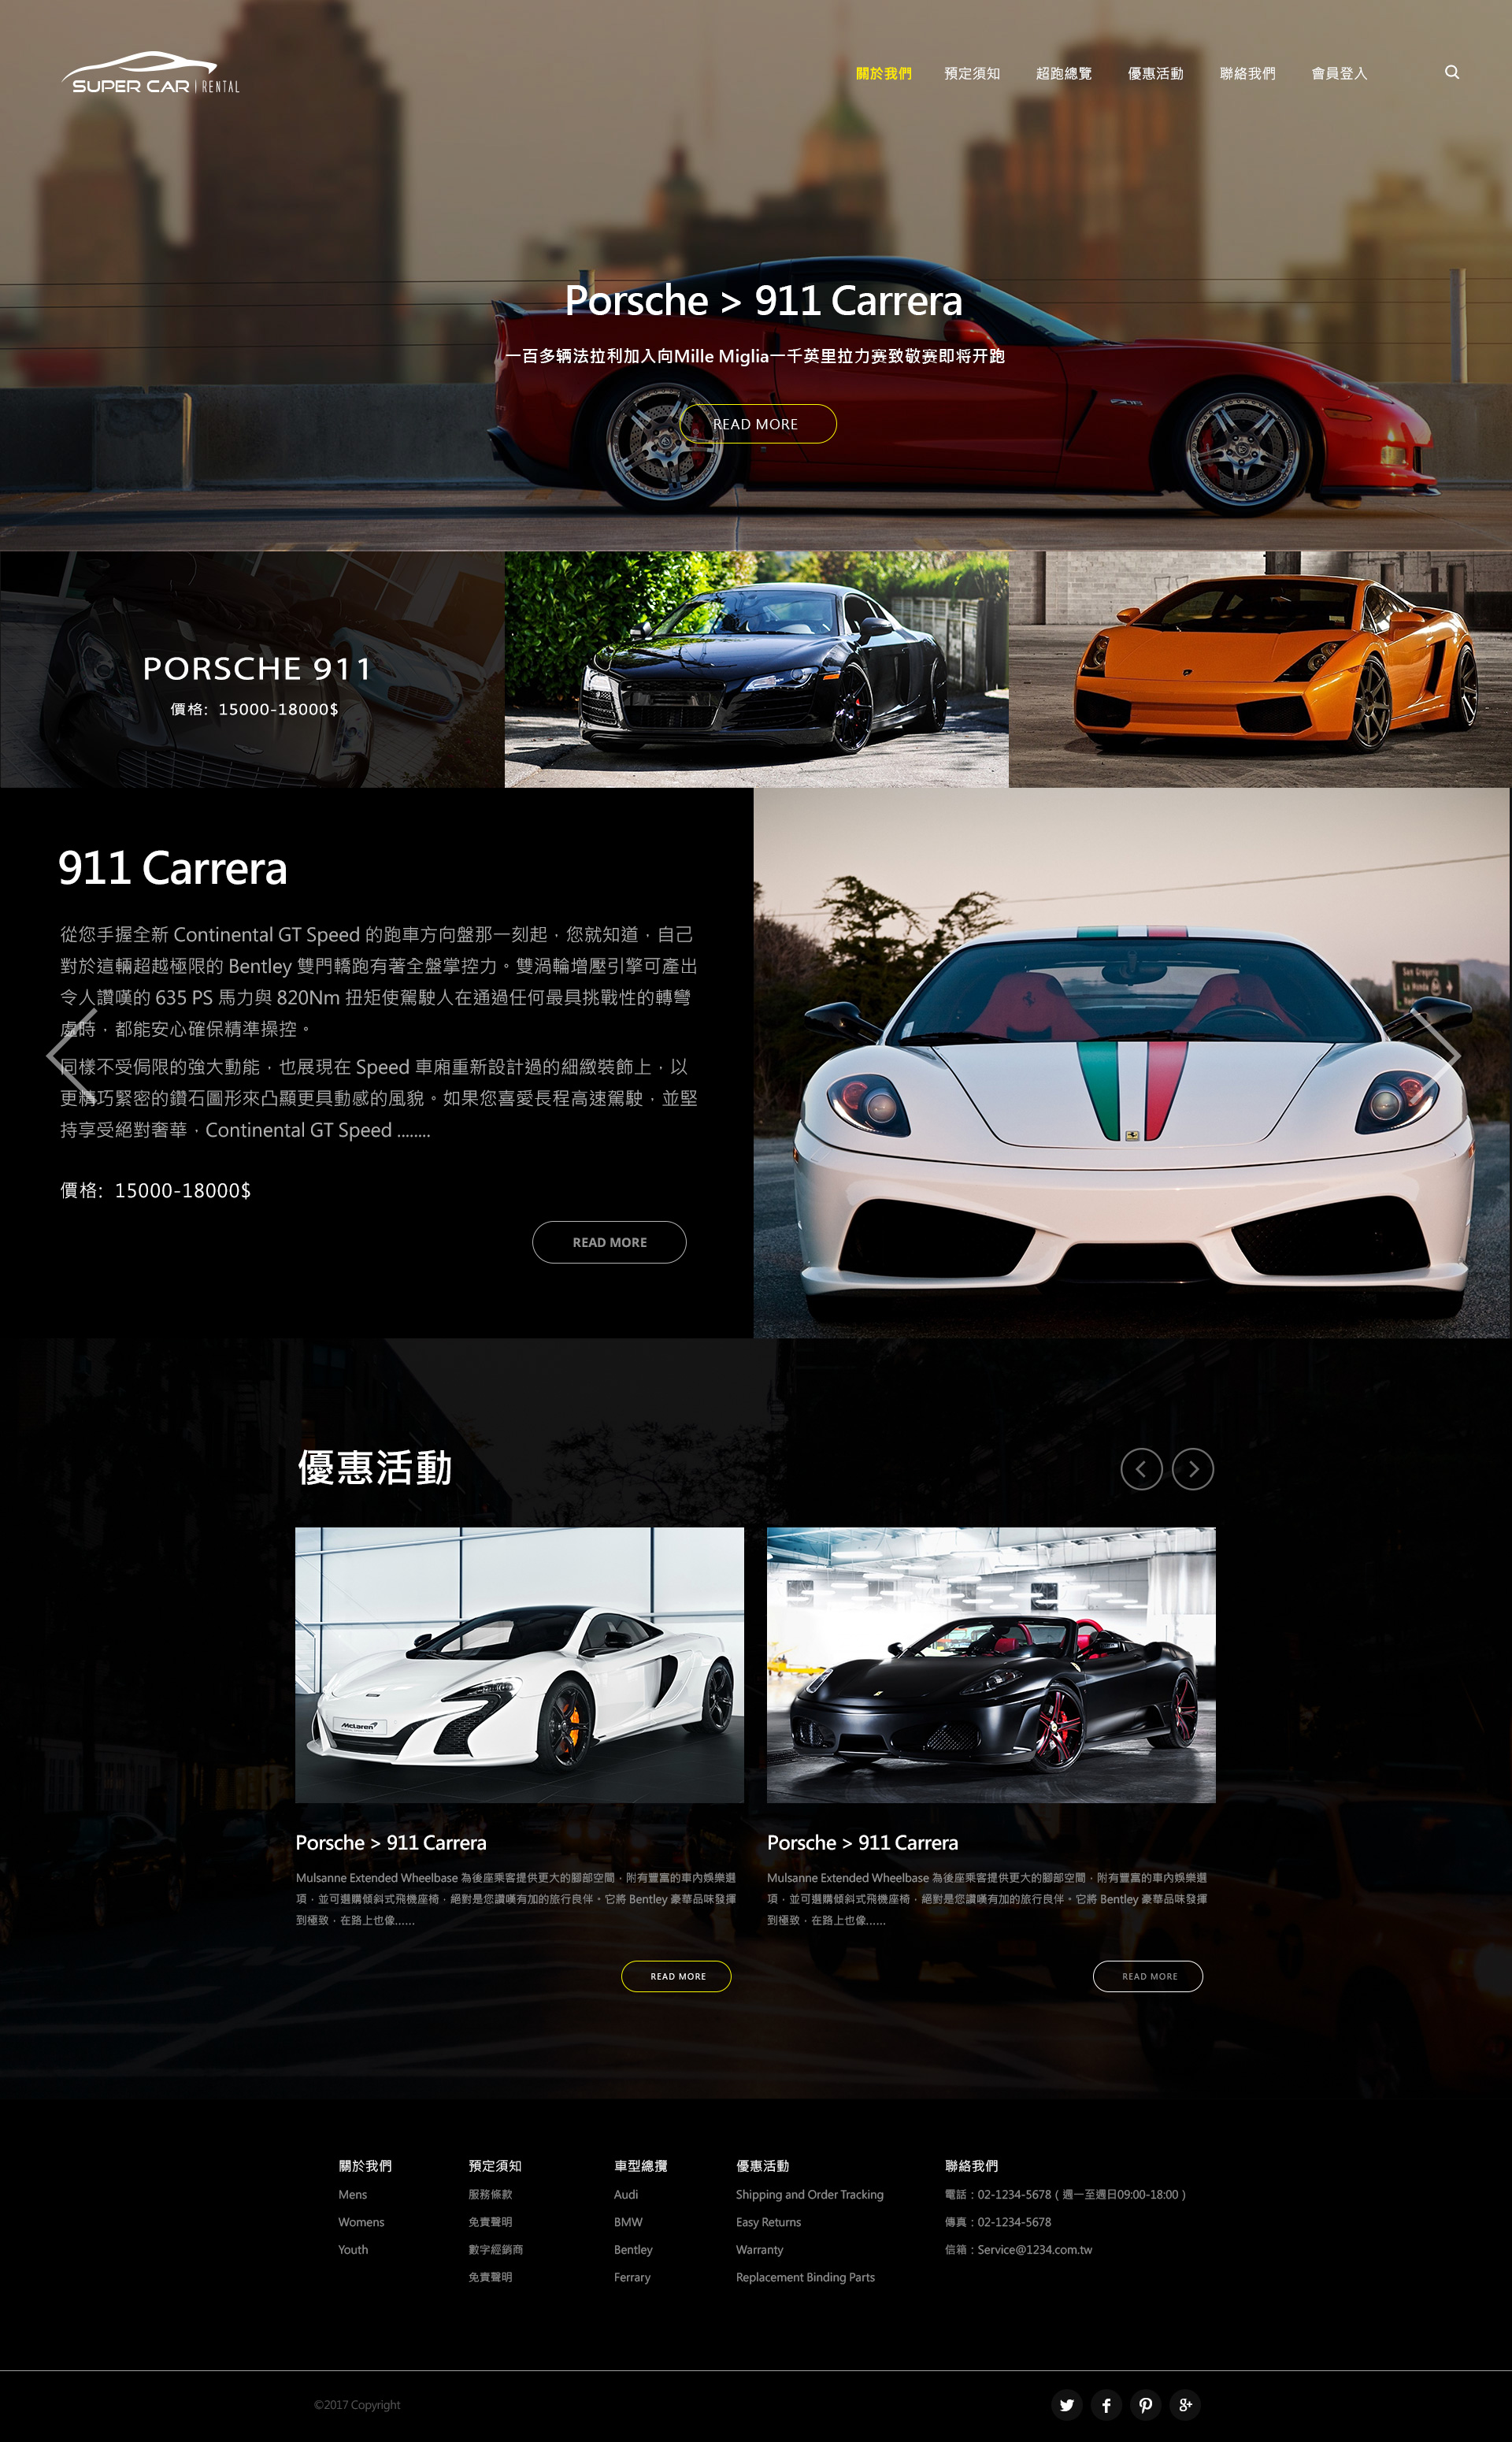 SUPER CAR | RENTAL
關於我們 預定須知 超跑總覽 優惠活動 聯絡我們 會員登入
Porsche > 911 Carrera
一百多辆法拉利加入向Mille Miglia一千英里拉力赛致敬赛即将开跑
READ MORE
PORSCHE 911
價格: 15000-18000$
911 Carrera
從您手握全新 Continental GT Speed 的跑車方向盤那一刻起，您就知道，自己
對於這輛超越極限的 Bentley 雙門轎跑有著全盤掌控力。雙渦輪增壓引擎可產出
令人讚嘆的 635 PS 馬力與 820Nm 扭矩使駕駛人在通過任何最具挑戰性的轉彎
處時，都能安心確保精準操控。
同樣不受侷限的強大動能，也展現在 Speed 車廂重新設計過的細緻裝飾上，以
更精巧緊密的鑽石圖形來凸顯更具動感的風貌。如果您喜愛長程高速駕駛，並堅
持享受絕對奢華，Continental GT Speed ........
價格: 15000-18000$
READ MORE
優惠活動
McLaren
Porsche > 911 Carrera
Mulsanne Extended Wheelbase 為後座乘客提供更大的腳部空間，附有豐富的車內娛樂選
項，並可選購傾斜式飛機座椅，絕對是您讚嘆有加的旅行良伴。它將 Bentley 豪華品味發揮
到極致，在路上也像......
READ MORE
Porsche > 911 Carrera
Mulsanne Extended Wheelbase 為後座乘客提供更大的腳部空間，附有豐富的車內娛樂選
項，並可選購傾斜式飛機座椅，絕對是您讚嘆有加的旅行良伴。它將 Bentley 豪華品味發揮
到極致，在路上也像......
READ MORE
關於我們
Mens
Womens
Youth
預定須知
服務條款
免責聲明
數字經銷商
免責聲明
車型總攬
Audi
BMW
Bentley
Ferrary
優惠活動
Shipping and Order Tracking
Easy Returns
Warranty
Replacement Binding Parts
聯絡我們
電話：02-1234-5678 ( 週一至週日09:00-18:00 )
傳真：02-1234-5678
信箱：Service@1234.com.tw
©2017 Copyright